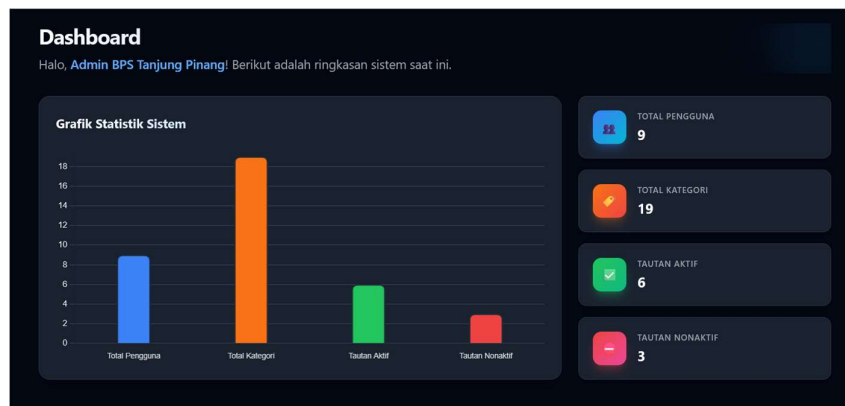 Dashboard
Halo, Admin BPS Tanjung Pinang! Berikut adalah ringkasan sistem saat ini.
Grafik Statistik Sistem
18
16
14
12
10
8
6
4
2
0
Total Pengguna
Total Kategori
Tautan Aktif
Tautan Nonaktif
TOTAL PENGGUNA
9
TOTAL KATEGORI
19
TAUTAN AKTIF
6
TAUTAN NONAKTIF
3